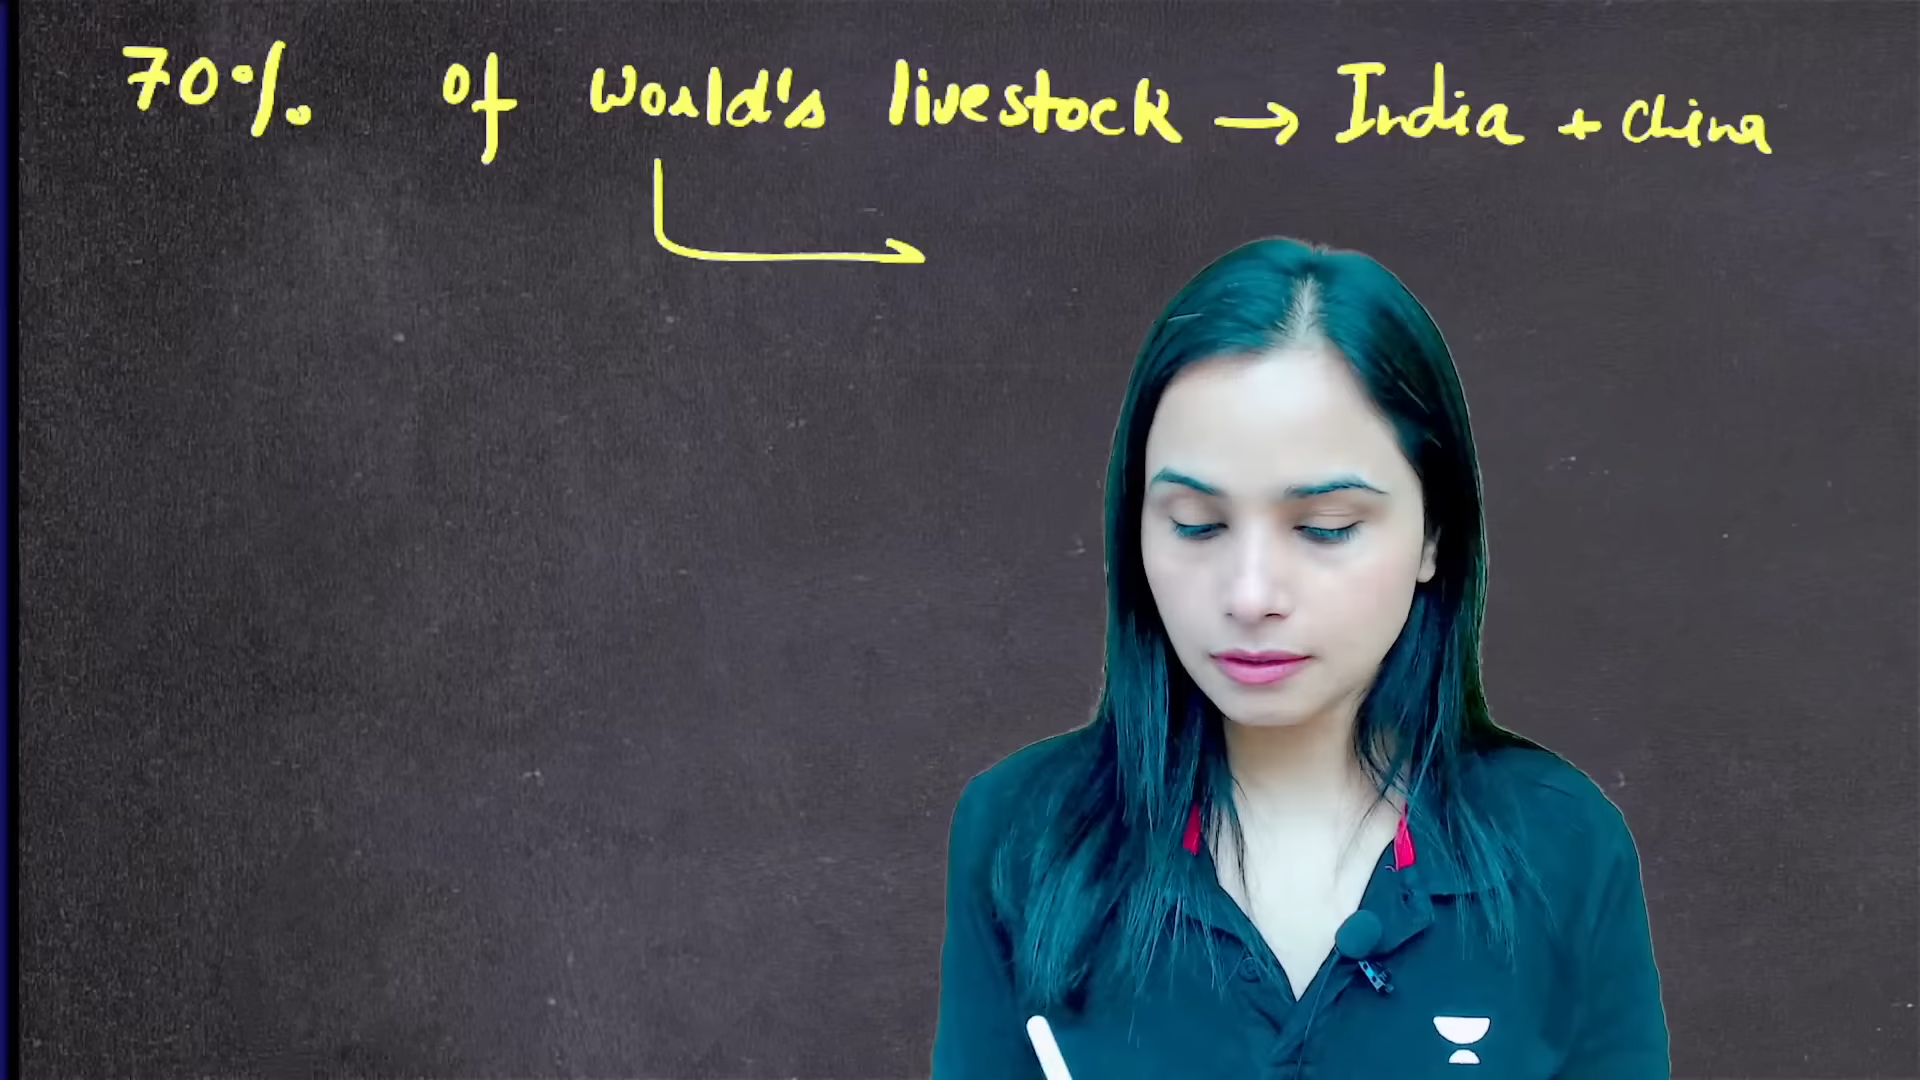 70% of World's livestock → India + China